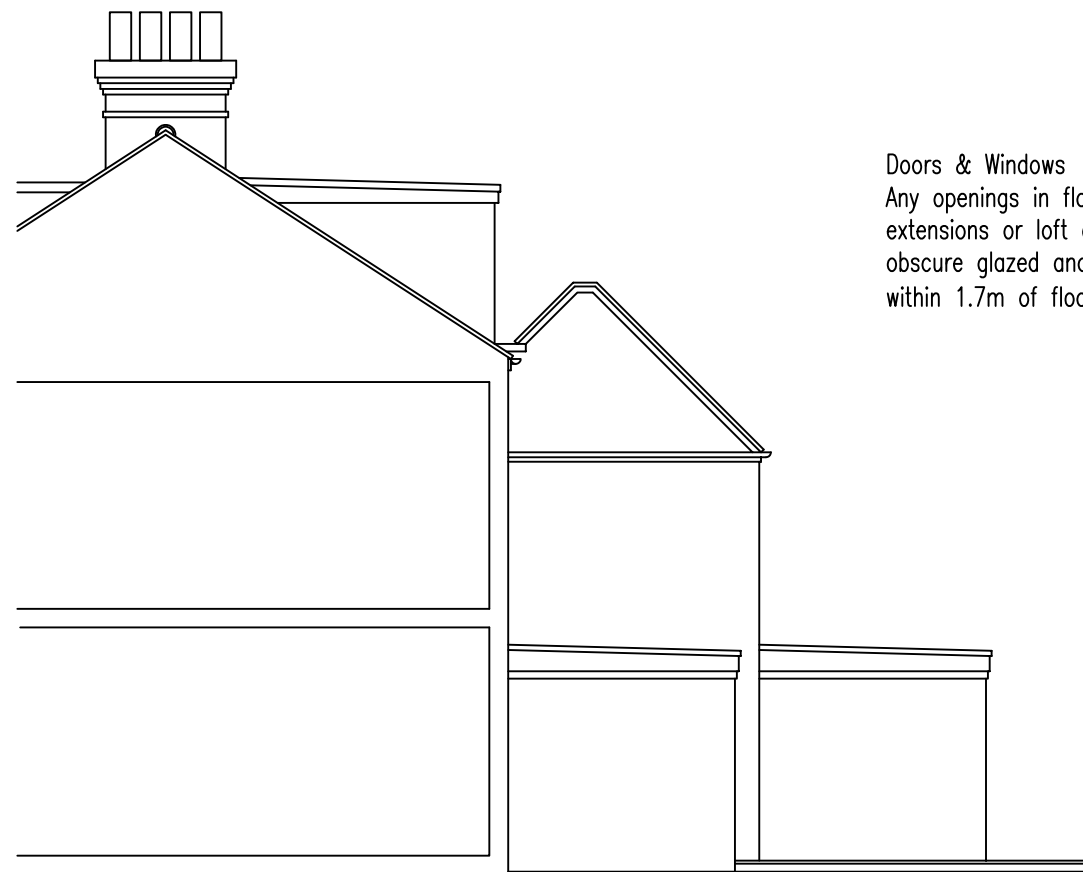 Doors & Windows
Any openings in
extensions or loft
obscure glazed
within 1.7m of